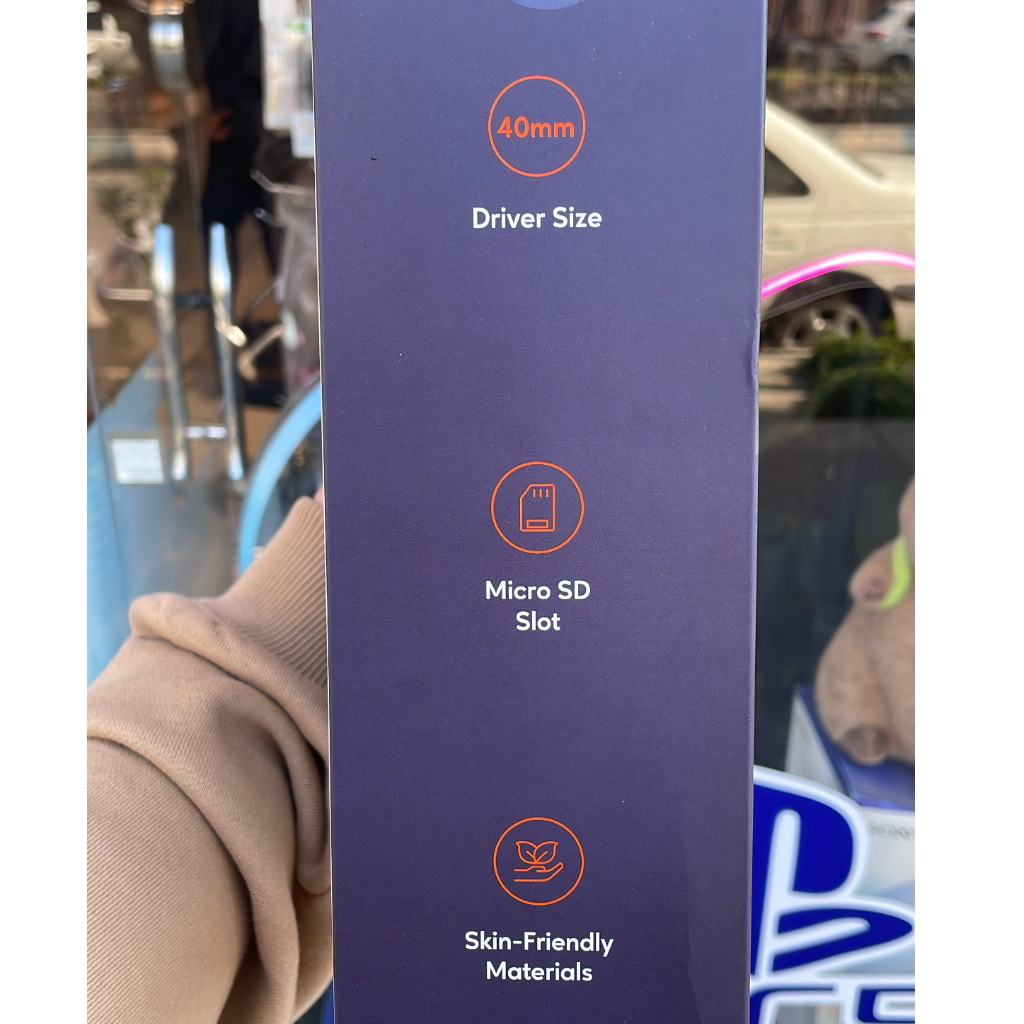 40mm
Driver Size
Micro SD
Slot
Skin-Friendly
Materials